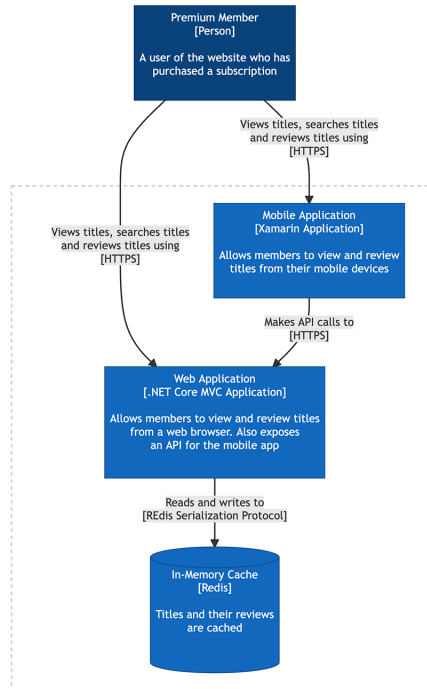 Premium Member
[Person]
A user of the website who has
purchased a subscription
Views titles, searches titles
and reviews titles using
[HTTPS]
Mobile Application
[Xamarin Application]
Allows members to view and review
titles from their mobile devices
Views titles, searches titles
and reviews titles using
[HTTPS]
Makes API calls to
[HTTPS]
Web Application
[.NET Core MVC Application]
Allows members to view and review titles
from a web browser. Also exposes
an API for the mobile app
Reads and writes to
[REdis Serialization Protocol]
In-Memory Cache
[Redis]
Titles and their reviews
are cached